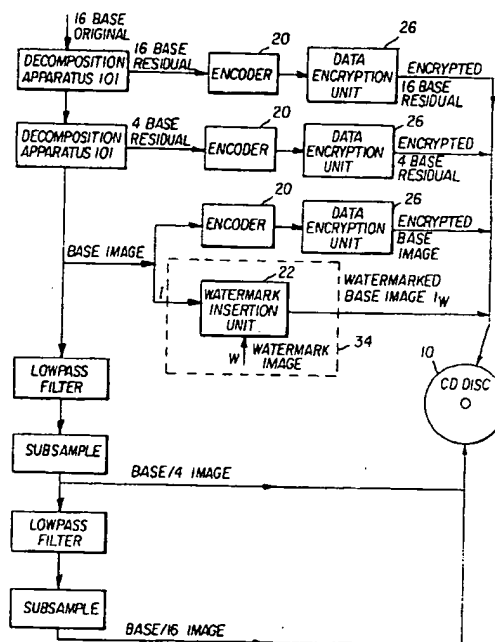 16 BASE
ORIGINAL
DECOMPOSITION
APPARATUS 101
16 BASE
RESIDUAL
20
ENCODER
26
DATA
ENCRYPTION
UNIT
ENCRYPTED
16 BASE
RESIDUAL
DECOMPOSITION
APPARATUS 101
4 BASE
RESIDUAL
20
ENCODER
26
DATA
ENCRYPTION
UNIT
ENCRYPTED
4 BASE
RESIDUAL
20
ENCODER
26
DATA
ENCRYPTION
UNIT
ENCRYPTED
BASE
IMAGE
BASE IMAGE
I
22
WATERMARK
INSERTION
UNIT
WATERMARKED
BASE IMAGE IW
W
WATERMARK
IMAGE
34
10
CD DISC
LOWPASS
FILTER
SUBSAMPLE
BASE/4 IMAGE
LOWPASS
FILTER
SUBSAMPLE
BASE/16 IMAGE